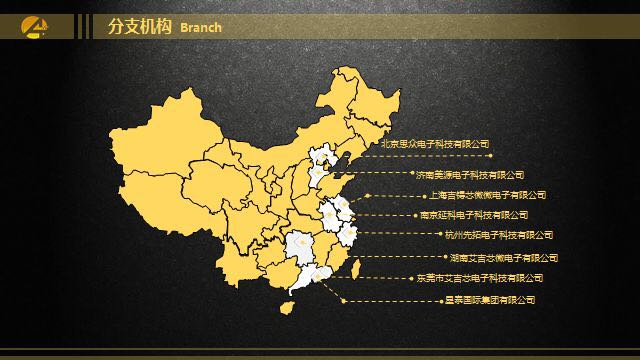 分支机构 Branch
北京思众电子科技有限公司
济南美源电子科技有限公司
上海吉锝芯微微电子有限公司
南京延科电子科技有限公司
杭州先拓电子科技有限公司
湖南艾吉芯微电子有限公司
东莞市艾吉芯电子科技有限公司
星泰国际集团有限公司